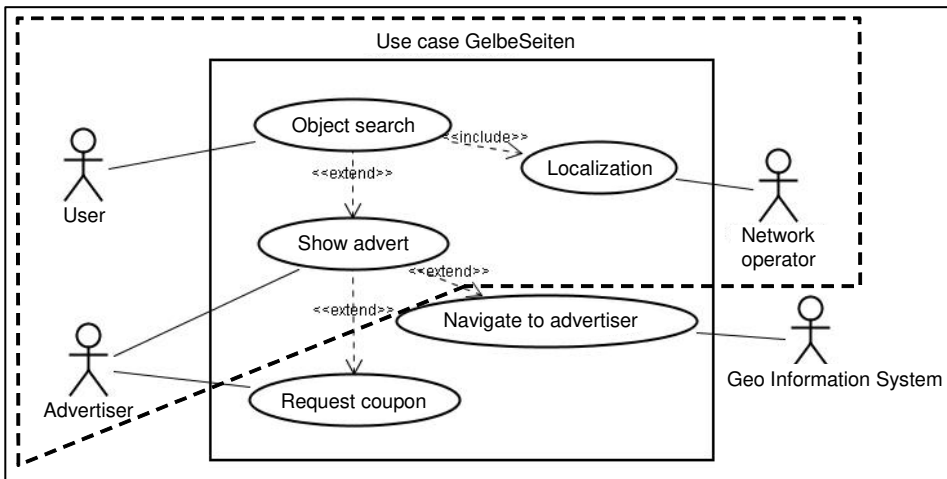 Use case GelbeSeiten
Object search
<<include>>
Localization
User
<<extend>>
Network
operator
Show advert
<<extend>>
<<extend>>
Navigate to advertiser
Geo Information System
Advertiser
Request coupon